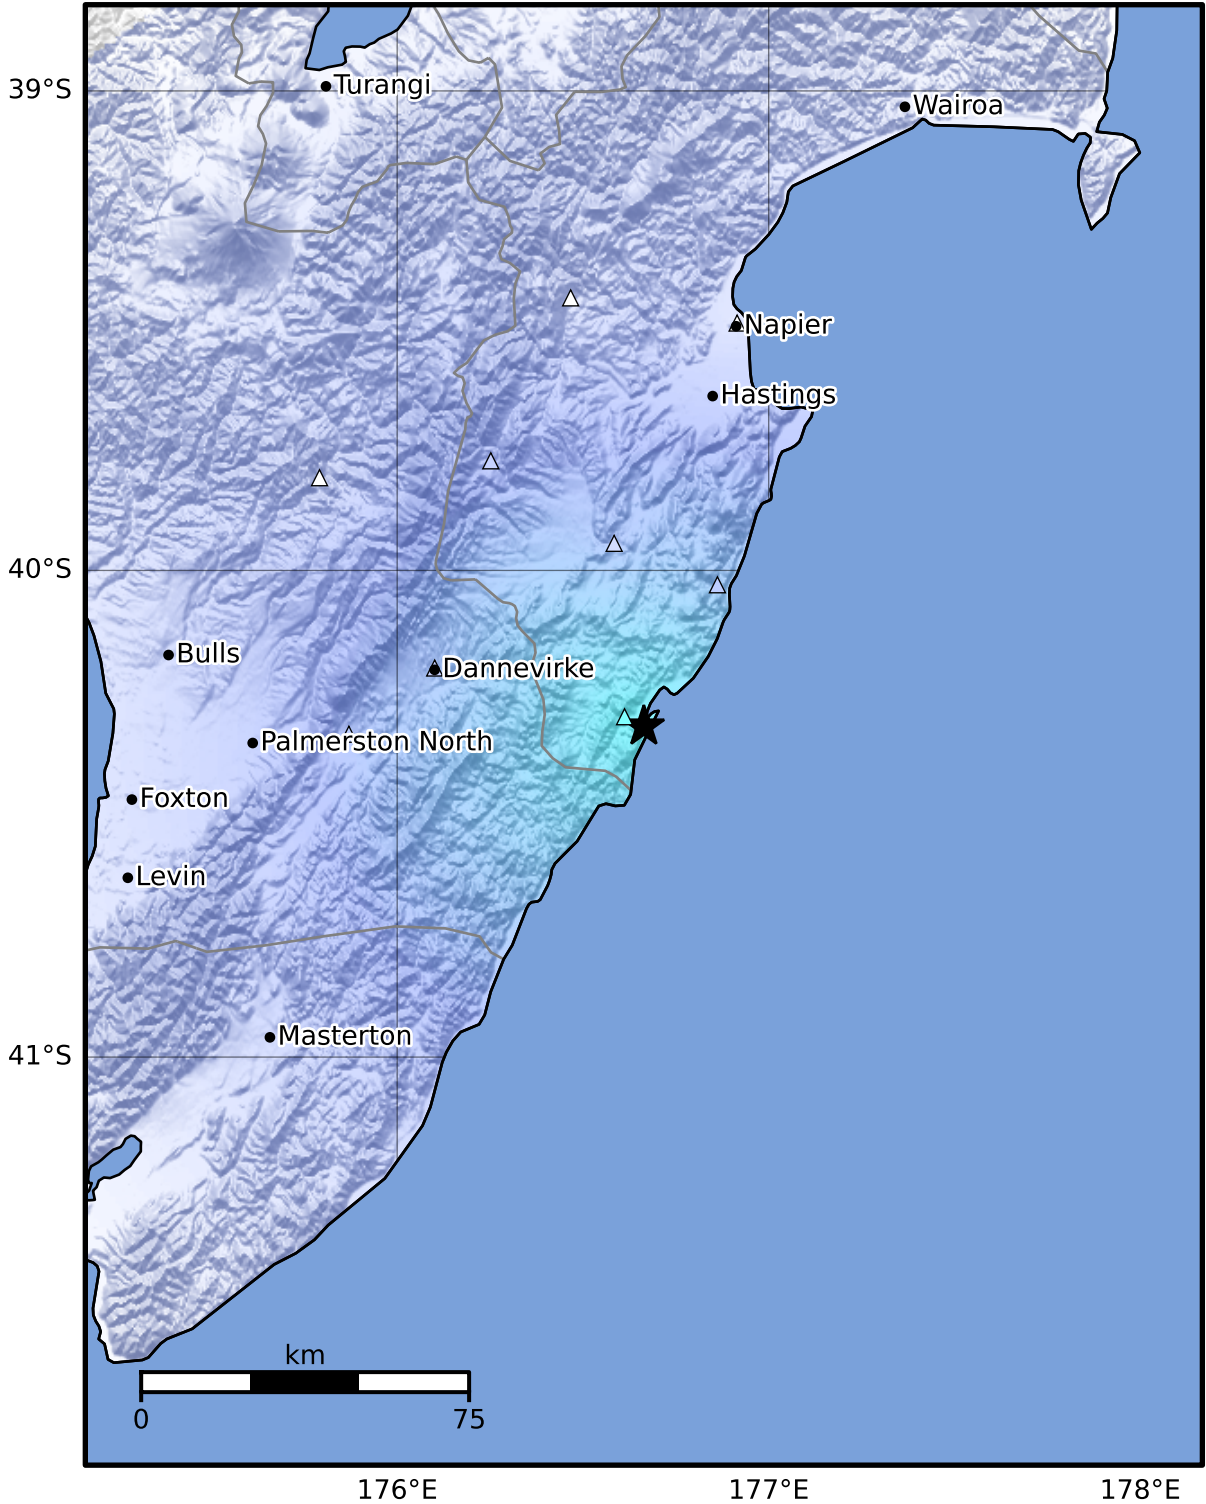 39°S
Turangi
Wairoa
Napier
Hastings
40°S
Bulls
Dannevirke
Palmerston North
Foxton
Levin
Masterton
41°S
km
0 75
176°E 177°E 178°E